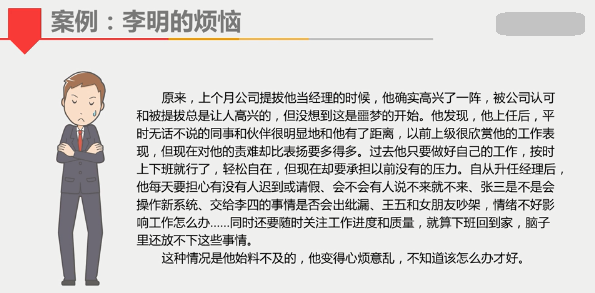 案例：李明的烦恼
原来，上个月公司提拔他当经理的时候，他确实高兴了一阵，被公司认可
和被提拔总是让人高兴的，但没想到这是噩梦的开始。他发现，他上任后，平
时无话不说的同事和伙伴很明显地和他有了距离，以前上级很欣赏他的工作表
现，但现在对他的责难却比表扬要多得多。过去他只要做好自己的工作，按时
上下班就行了，轻松自在，但现在却要承担以前没有的压力。自从升任经理后，
他每天要担心有没有人迟到或请假、会不会有人说不来就不来、张三是不是会
操作新系统、交给李四的事情是否会出纰漏、王五和女朋友吵架，情绪不好影
响工作怎么办……同时还要随时关注工作进度和质量，就算下班回到家，脑子
里还放不下这些事情。
这种情况是他始料不及的，他变得心烦意乱，不知道该怎么办才好。